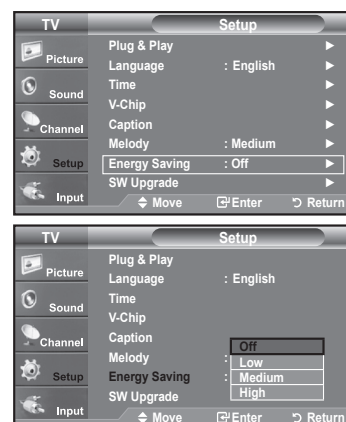 TV Setup
Picture
Sound
Channel
Setup
Input
Plug & Play ►
Language : English ►
Time ►
V-Chip ►
Caption ►
Melody : Medium ►
Energy Saving : Off ►
SW Upgrade ►
Move Enter Return
TV Setup
Picture
Sound
Channel
Setup
Input
Plug & Play
Language : English
Time
V-Chip
Caption
Melody :
Energy Saving :
SW Upgrade
Off
Low
Medium
High
Move Enter Return